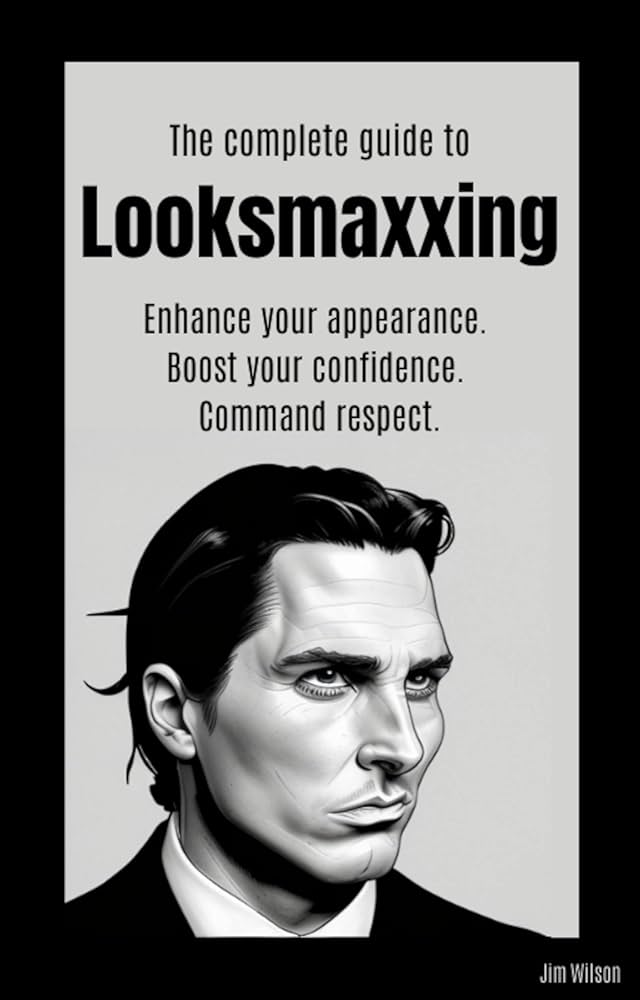 The complete guide to
Looksmaxxing
Enhance your appearance.
Boost your confidence.
Command respect.
Jim Wilson